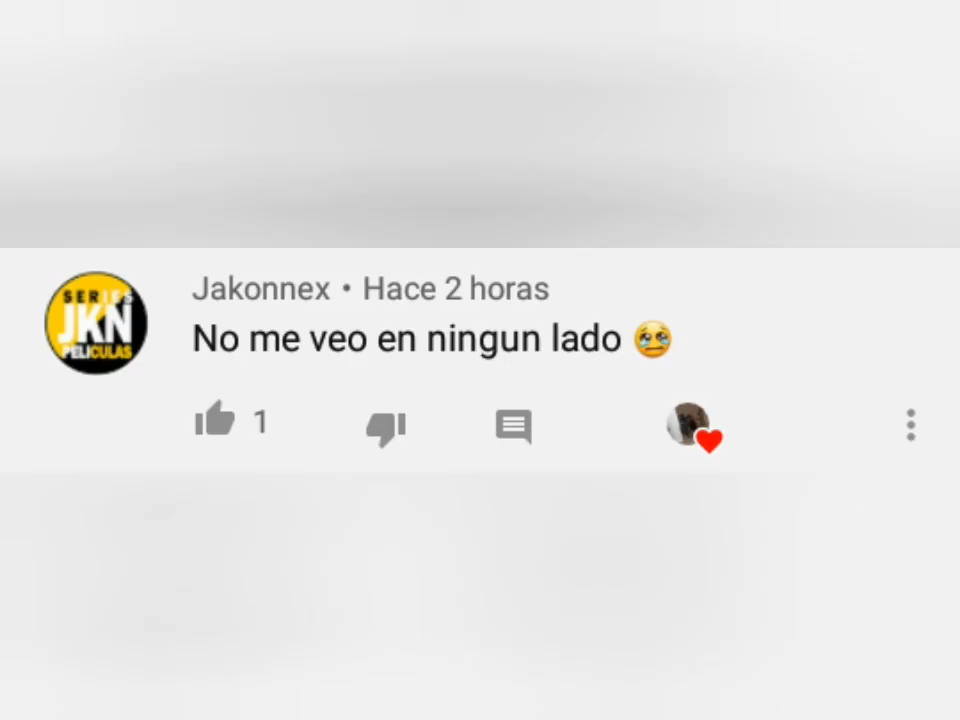 SERIES
JKN
PELICULAS
Jakonnex • Hace 2 horas
No me veo en ningun lado 😢
1